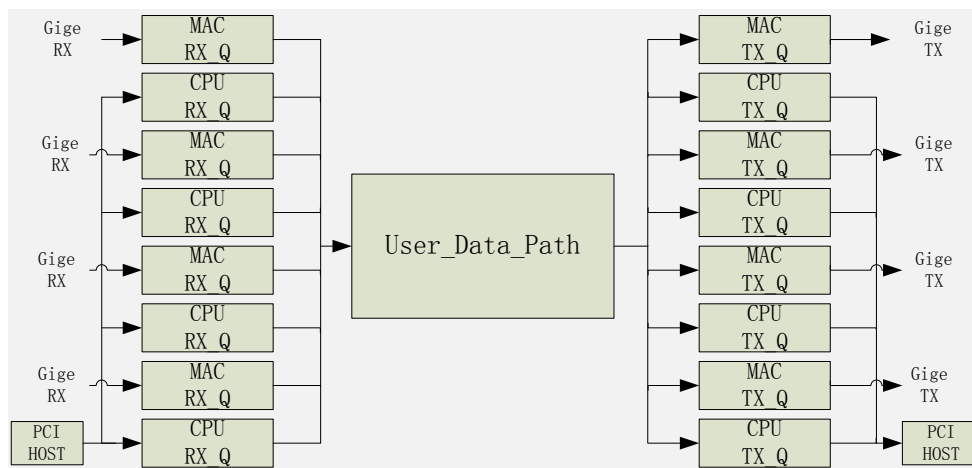 Gige
RX
MAC
RX_Q
CPU
RX_Q
Gige
RX
MAC
RX_Q
CPU
RX_Q
Gige
RX
MAC
RX_Q
CPU
RX_Q
Gige
RX
MAC
RX_Q
PCI
HOST
CPU
RX_Q
User_Data_Path
MAC
TX_Q
Gige
TX
CPU
TX_Q
MAC
TX_Q
Gige
TX
CPU
TX_Q
MAC
TX_Q
Gige
TX
CPU
TX_Q
MAC
TX_Q
Gige
TX
CPU
TX_Q
PCI
HOST